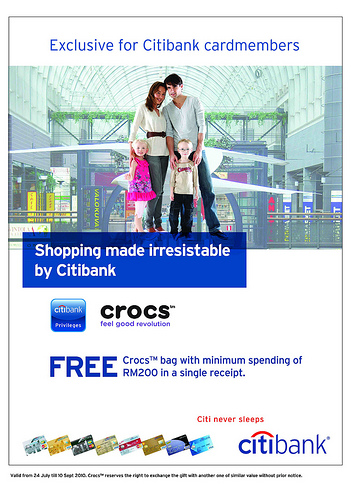 Exclusive for Citibank cardmembers
Shopping made irresistable
by Citibank
citibank
Privileges
crocs™
feel good revolution
FREE
Crocs™ bag with minimum spending of
RM200 in a single receipt.
Citi never sleeps
citibank®
Valid from 24 July till 10 Sept 2010. Crocs™ reserves the right to exchange the gift with another one of similar value without prior notice.